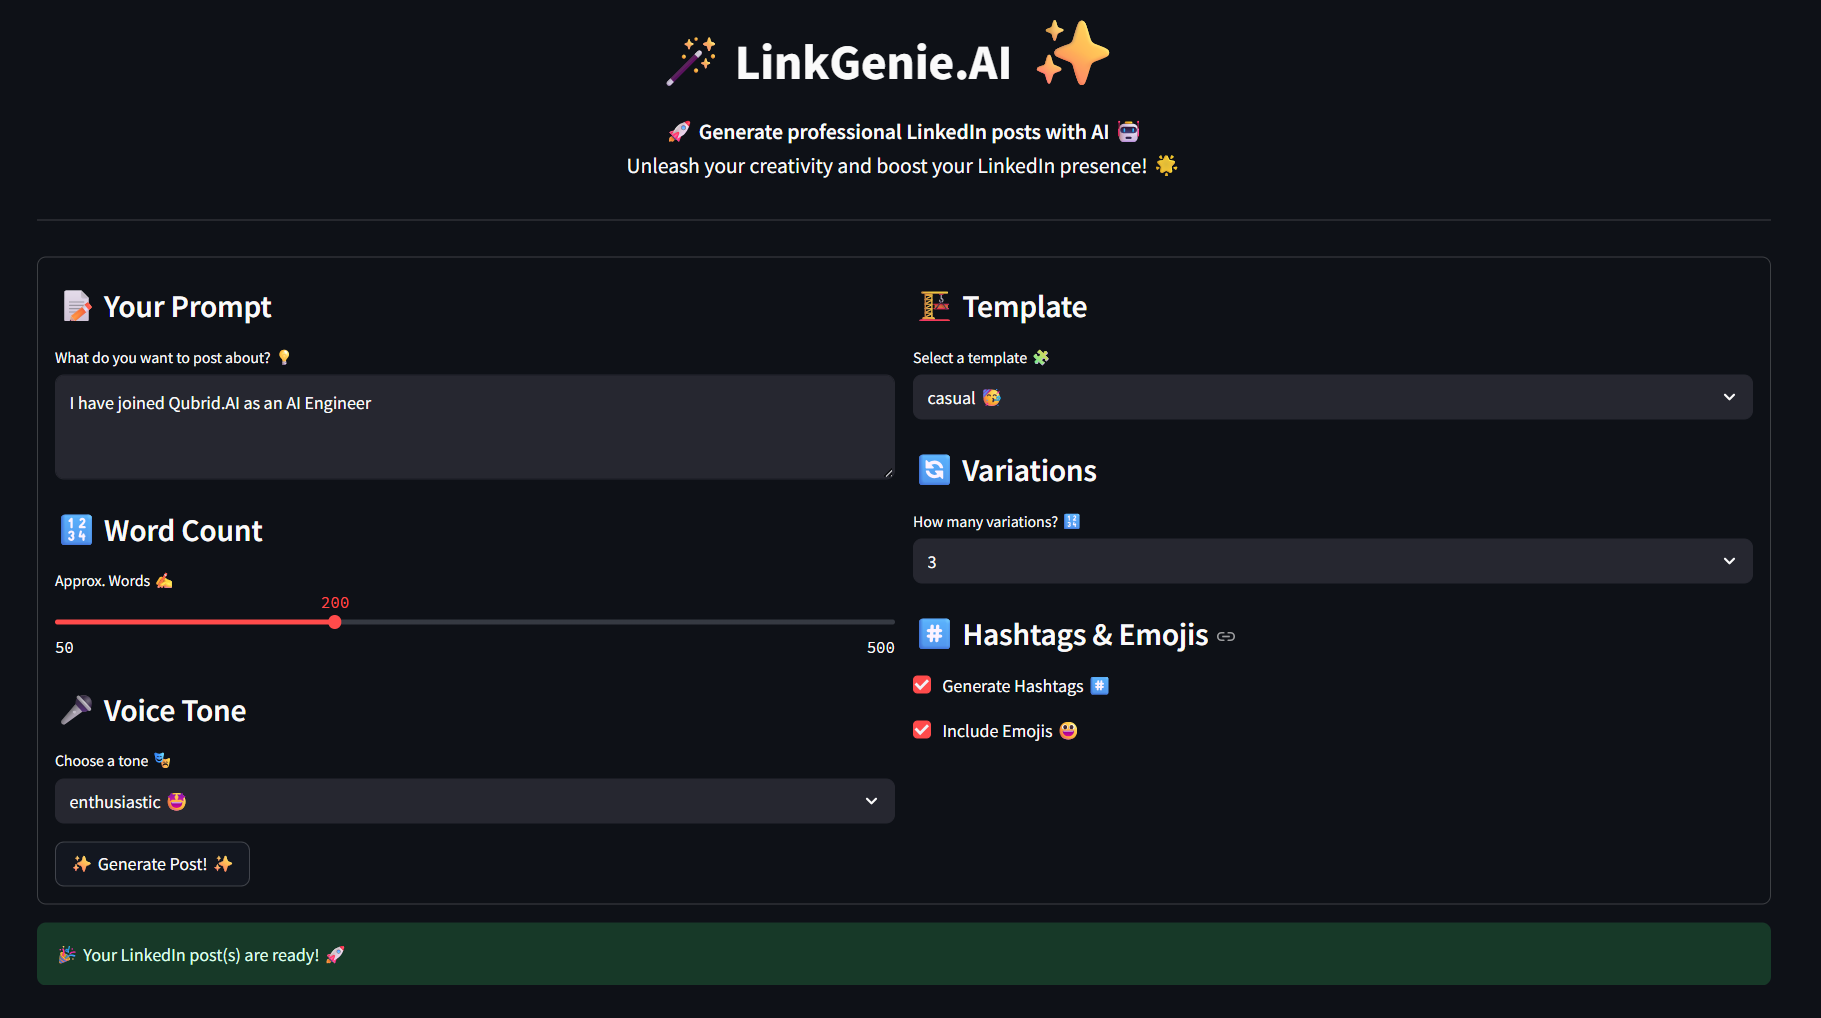 LinkGenie.AI
Generate professional LinkedIn posts with AI
Unleash your creativity and boost your LinkedIn presence!
Your Prompt
What do you want to post about?
I have joined Qubrid.AI as an AI Engineer
Word Count
Approx. Words
200
50
500
Voice Tone
Choose a tone
enthusiastic
Generate Post!
Template
Select a template
casual
Variations
How many variations?
3
Hashtags & Emojis
Generate Hashtags
Include Emojis
Your LinkedIn post(s) are ready!